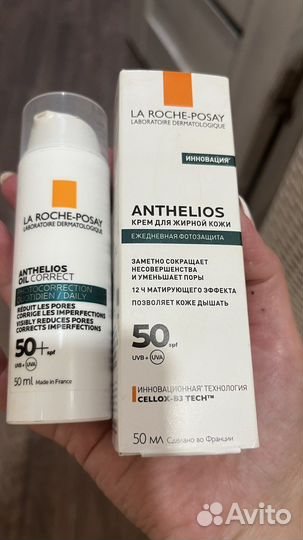 LA ROCHE-POSAY
LABORATOIRE DERMATOLOGIQUE
ANTHELIOS
OIL CORRECT
PHOTOCORRECTION
QUOTIDIEN / DAILY
RÉDUIT LES PORES
CORRIGE LES IMPERFECTIONS
VISIBLY REDUCES PORES
CORRECTS IMPERFECTIONS
50+ spf
UVB + UVA
50 ml Made in France
LA ROCHE-POSAY
LABORATOIRE DERMATOLOGIQUE
ИННОВАЦИЯ*
ANTHELIOS
КРЕМ ДЛЯ ЖИРНОЙ КОЖИ
ЕЖЕДНЕВНАЯ ФОТОЗАЩИТА
ЗАМЕТНО СОКРАЩАЕТ
НЕСОВЕРШЕНСТВА
И УМЕНЬШАЕТ ПОРЫ
12 Ч МАТИРУЮЩЕГО ЭФФЕКТА
ПОЗВОЛЯЕТ КОЖЕ ДЫШАТЬ
50 spf
UVB + UVA
ИННОВАЦИОННАЯ* ТЕХНОЛОГИЯ
CELLOX-B3 TECH™
50 МЛ Сделано во Франции
Avito